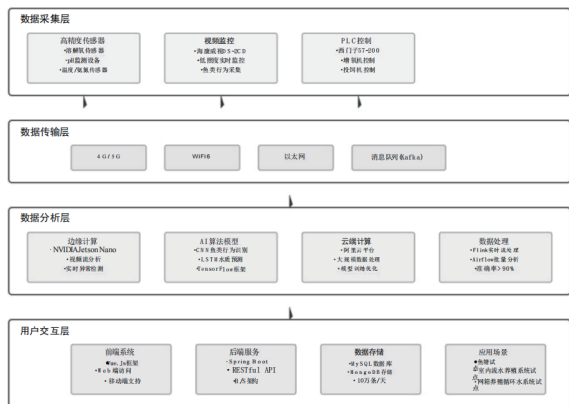 数据采集层
高精度传感器
•溶解氧传感器
•pH监测设备
•温度/氨氮传感器
视频监控
•海康威视DS-2CD
•低照度实时监控
•鱼类行为采集
PLC控制
•西门子S7-200
•增氧机控制
•投饲机控制
数据传输层
4G/5G
WiFi6
以太网
消息队列(Kafka)
数据分析层
边缘计算
·NVIDIAJetsonNano
•视频流分析
•实时异常检测
AI算法模型
•CNN鱼类行为识别
•LSTM水质预测
•TensorFlow框架
云端计算
•阿里云平台
•大规模数据处理
•模型训练优化
数据处理
•Flink实时流处理
•Airflow批量分析
•准确率>90%
用户交互层
前端系统
•Vue.Js框架
•Web端访问
•移动端支持
后端服务
·Spring Boot
• RESTful API
•B/S架构
数据存储
•MySQL数据库
•MongoDB存储
• 10万条/天
应用场景
•鱼塘试点
•室内流水养殖系统试点
•网箱养殖循环水系统试点